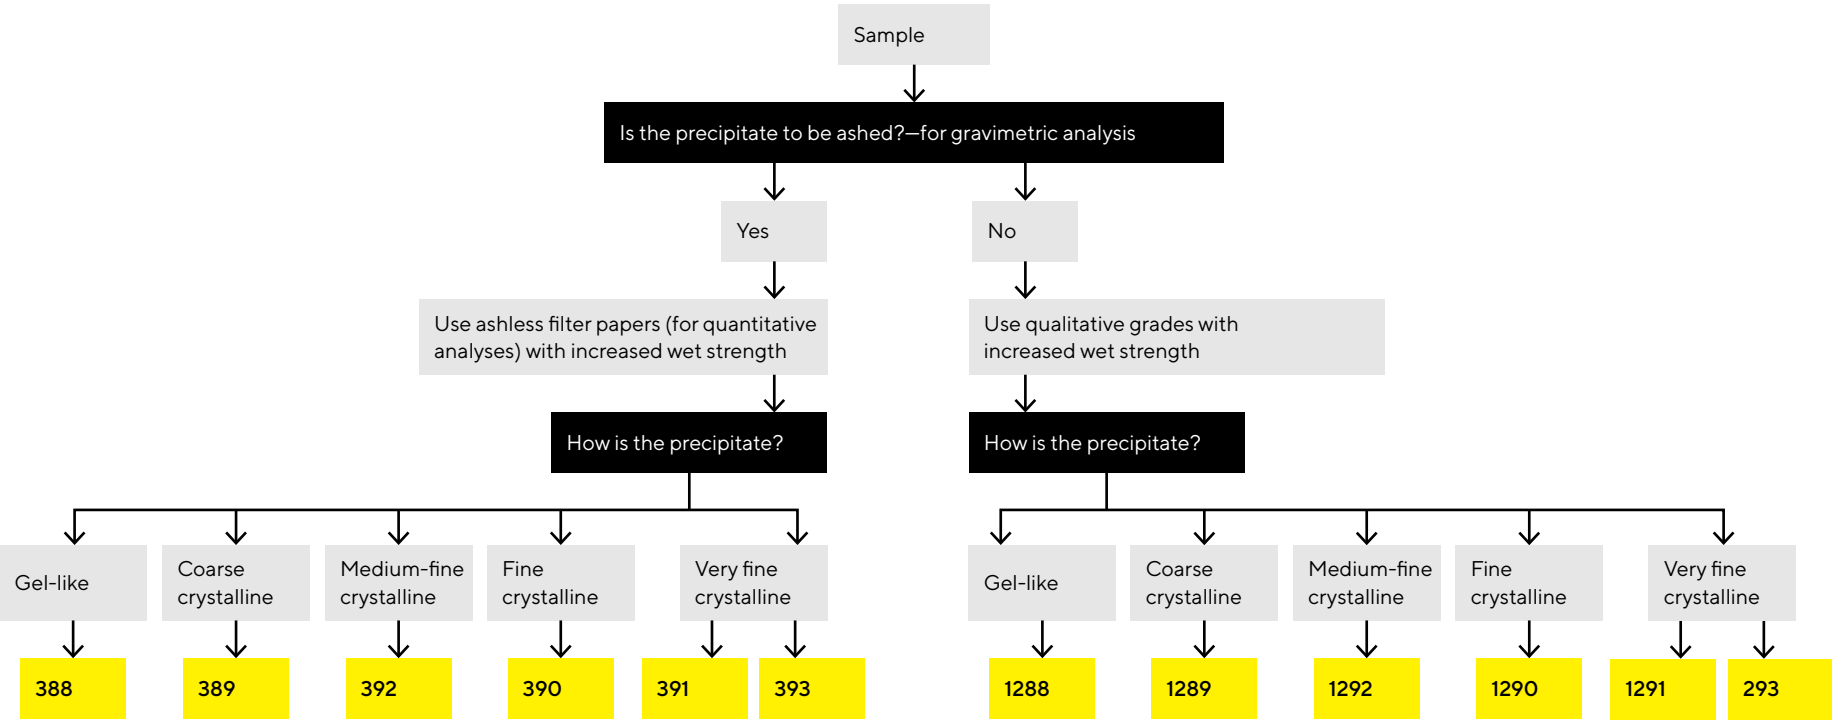 Sample
Is the precipitate to be ashed?—for gravimetric analysis
Yes
No
Use ashless filter papers (for quantitative
analyses) with increased wet strength
Use qualitative grades with
increased wet strength
How is the precipitate?
How is the precipitate?
Gel-like
Coarse
crystalline
Medium-fine
crystalline
Fine
crystalline
Very fine
crystalline
Gel-like
Coarse
crystalline
Medium-fine
crystalline
Fine
crystalline
Very fine
crystalline
388
389
392
390
391
393
1288
1289
1292
1290
1291
293